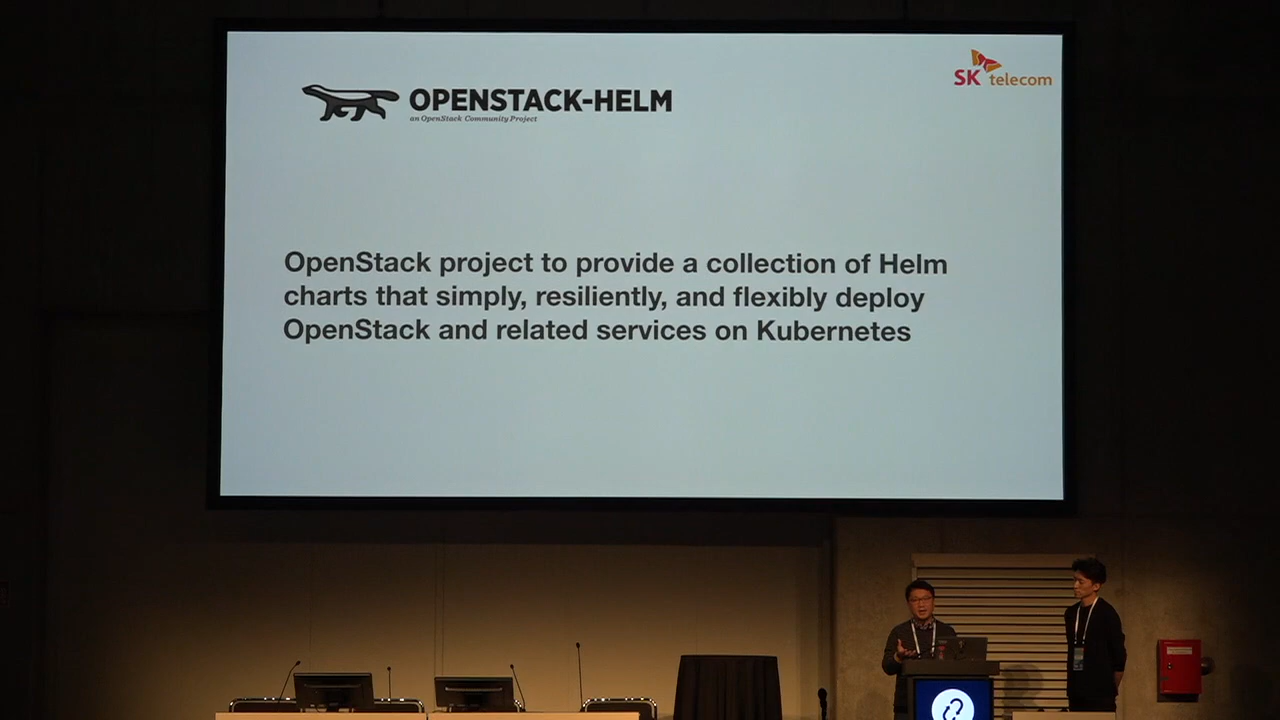 OPENSTACK-HELM
an OpenStack Community Project
SK telecom
OpenStack project to provide a collection of Helm
charts that simply, resiliently, and flexibly deploy
OpenStack and related services on Kubernetes